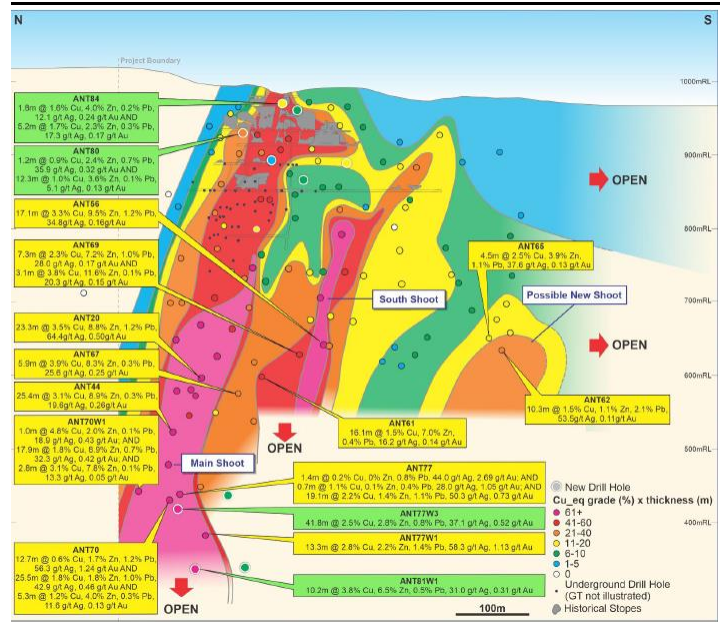 N
S
Project Boundary
1000mRL
900mRL
800mRL
700mRL
600mRL
500mRL
400mRL
ANT84
1.8m @ 1.6% Cu, 4.0% Zn, 0.2% Pb,
12.1 g/t Ag, 0.24 g/t Au AND
5.2m @ 1.7% Cu, 2.3% Zn, 0.3% Pb,
17.3 g/t Ag, 0.17 g/t Au
ANT80
1.2m @ 0.9% Cu, 2.4% Zn, 0.7% Pb,
35.9 g/t Ag, 0.32 g/t Au AND
12.3m @ 1.0% Cu, 3.6% Zn, 0.1% Pb,
5.1 g/t Ag, 0.13 g/t Au
ANT56
17.1m @ 3.3% Cu, 9.5% Zn, 1.2% Pb,
34.8g/t Ag, 0.16g/t Au
ANT69
7.3m @ 2.3% Cu, 7.2% Zn, 1.0% Pb,
28.0 g/t Ag, 0.17 g/t Au AND
3.1m @ 3.8% Cu, 11.6% Zn, 0.1% Pb,
20.3 g/t Ag, 0.15 g/t Au
ANT20
23.3m @ 3.5% Cu, 8.8% Zn, 1.2% Pb,
64.4g/t Ag, 0.50g/t Au
ANT67
5.9m @ 3.9% Cu, 8.3% Zn, 0.3% Pb,
25.6 g/t Ag, 0.25 g/t Au
ANT44
25.4m @ 3.1% Cu, 8.9% Zn, 0.3% Pb,
19.6g/t Ag, 0.26g/t Au
ANT70W1
1.0m @ 4.8% Cu, 2.0% Zn, 0.1% Pb,
18.9 g/t Ag, 0.43 g/t Au; AND
17.9m @ 1.8% Cu, 6.9% Zn, 0.7% Pb,
32.3 g/t Ag, 0.42 g/t Au; AND
2.8m @ 3.1% Cu, 7.8% Zn, 0.1% Pb,
13.3 g/t Ag, 0.05 g/t Au
ANT70
12.7m @ 0.6% Cu, 1.7% Zn, 1.2% Pb,
56.3 g/t Ag, 1.24 g/t Au AND
25.5m @ 1.8% Cu, 1.8% Zn, 1.0% Pb,
42.9 g/t Ag, 0.46 g/t Au AND
5.3m @ 1.2% Cu, 4.0% Zn, 0.3% Pb,
11.6 g/t Ag, 0.13 g/t Au
OPEN
OPEN
OPEN
OPEN
South Shoot
Possible New Shoot
Main Shoot
ANT65
4.5m @ 2.5% Cu, 3.9% Zn,
1.1% Pb, 37.6 g/t Ag, 0.13 g/t Au
ANT62
10.3m @ 1.5% Cu, 1.1% Zn, 2.1% Pb,
53.5g/t Ag, 0.11g/t Au
ANT61
16.1m @ 1.5% Cu, 7.0% Zn,
0.4% Pb, 16.2 g/t Ag, 0.14 g/t Au
ANT77
1.4m @ 0.2% Cu, 0% Zn, 0.8% Pb, 44.0 g/t Ag, 2.69 g/t Au; AND
0.7m @ 1.1% Cu, 0.1% Zn, 0.4% Pb, 28.0 g/t Ag, 1.05 g/t Au; AND
19.1m @ 2.2% Cu, 1.4% Zn, 1.1% Pb, 50.3 g/t Ag, 0.73 g/t Au
ANT77W3
41.8m @ 2.5% Cu, 2.8% Zn, 0.8% Pb, 37.1 g/t Ag, 0.52 g/t Au
ANT77W1
13.3m @ 2.8% Cu, 2.2% Zn, 1.4% Pb, 58.3 g/t Ag, 1.13 g/t Au
ANT81W1
10.2m @ 3.8% Cu, 6.5% Zn, 0.5% Pb, 31.0 g/t Ag, 0.31 g/t Au
New Drill Hole
Cu_eq grade (%) x thickness (m)
61+
41-60
21-40
11-20
6-10
1-5
0
Underground Drill Hole
(GT not illustrated)
Historical Stopes
100m